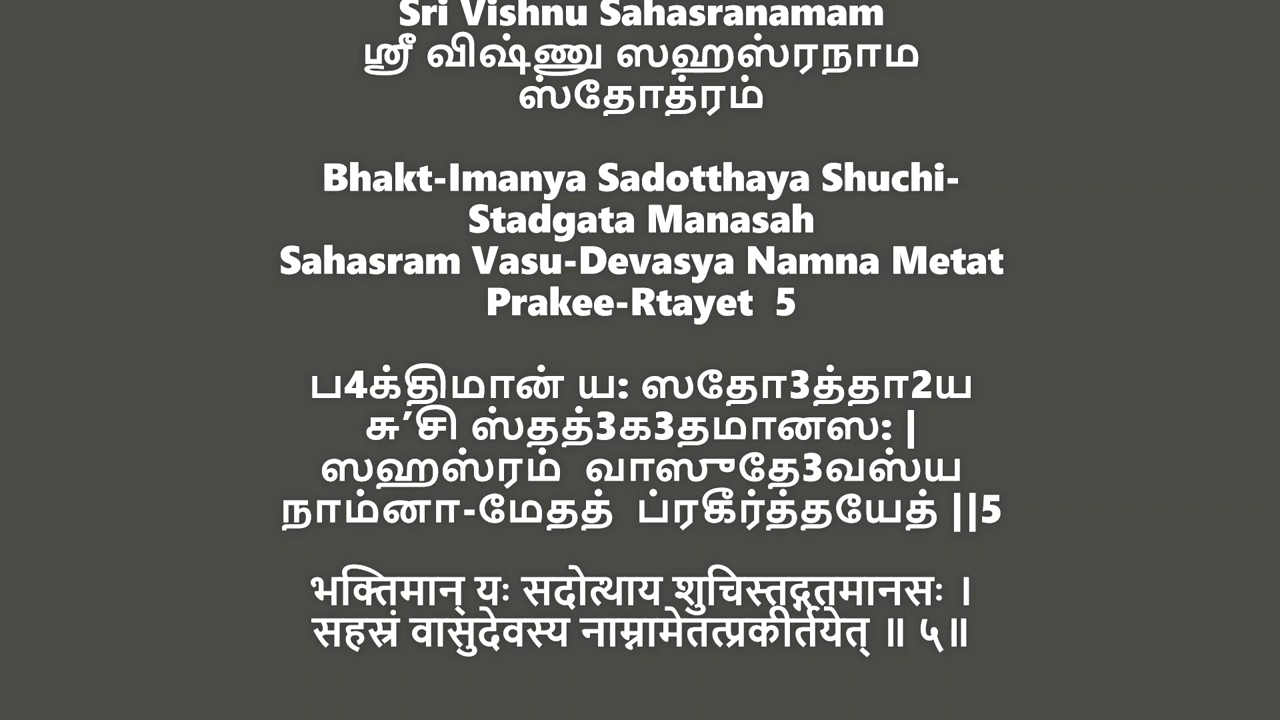 Sri Vishnu Sahasranamam
ஸ்ரீ விஷ்ணு ஸஹஸ்ரநாம
ஸ்தோத்ரம்
Bhakt-Imanya Sadotthaya Shuchi-
Stadgata Manasah
Sahasram Vasu-Devasya Namna Metat
Prakee-Rtayet 5
ப4க்திமான் ய: ஸதோ3த்தா2ய
சு’சி ஸ்தத்3க3தமானஸ: |
ஸஹஸ்ரம் வாஸுதே3வஸ்ய
நாம்னா-மேதத் ப்ரகீர்த்தயேத் ||5
भक्तिमान् यः सदोत्थाय शुचिस्तद्गतमानसः ।
सहस्रं वासुदेवस्य नाम्नामेतत्प्रकीर्तयेत् ॥ ५॥